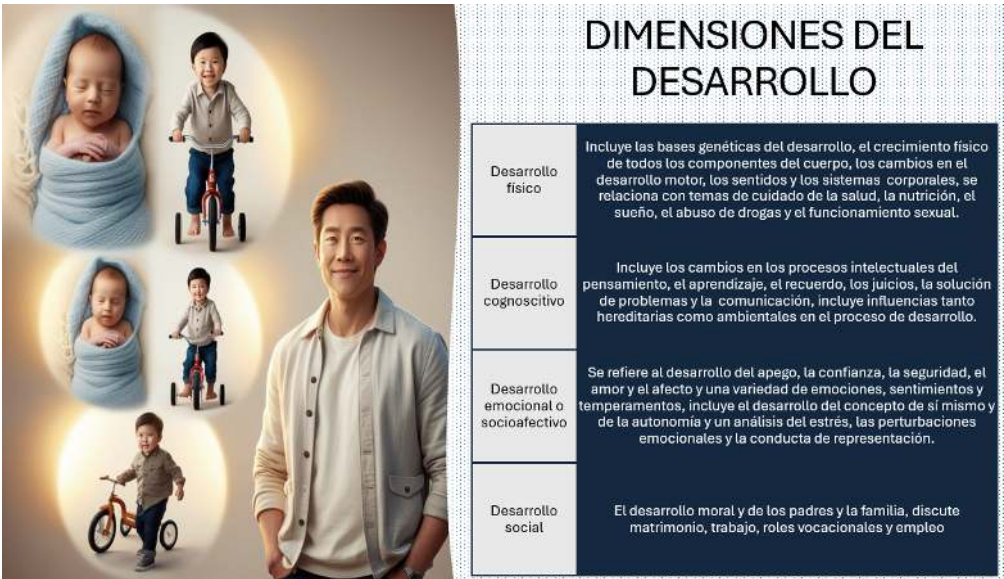 DIMENSIONES DEL
DESARROLLO
Desarrollo
físico
Incluye las bases genéticas del desarrollo, el crecimiento físico
de todos los componentes del cuerpo, los cambios en el
desarrollo motor, los sentidos y los sistemas corporales, se
relaciona con temas de cuidado de la salud, la nutrición, el
sueño, el abuso de drogas y el funcionamiento sexual.
Desarrollo
cognoscitivo
Incluye los cambios en los procesos intelectuales del
pensamiento, el aprendizaje, el recuerdo, los juicios, la solución
de problemas y la comunicación, incluye influencias tanto
hereditarias como ambientales en el proceso de desarrollo.
Desarrollo
emocional o
socioafectivo
Se refiere al desarrollo del apego, la confianza, la seguridad, el
amor y el afecto y una variedad de emociones, sentimientos y
temperamentos, incluye el desarrollo del concepto de sí mismo y
de la autonomía y un análisis del estrés, las perturbaciones
emocionales y la conducta de representación.
Desarrollo
social
El desarrollo moral y de los padres y la familia, discute
matrimonio, trabajo, roles vocacionales y empleo